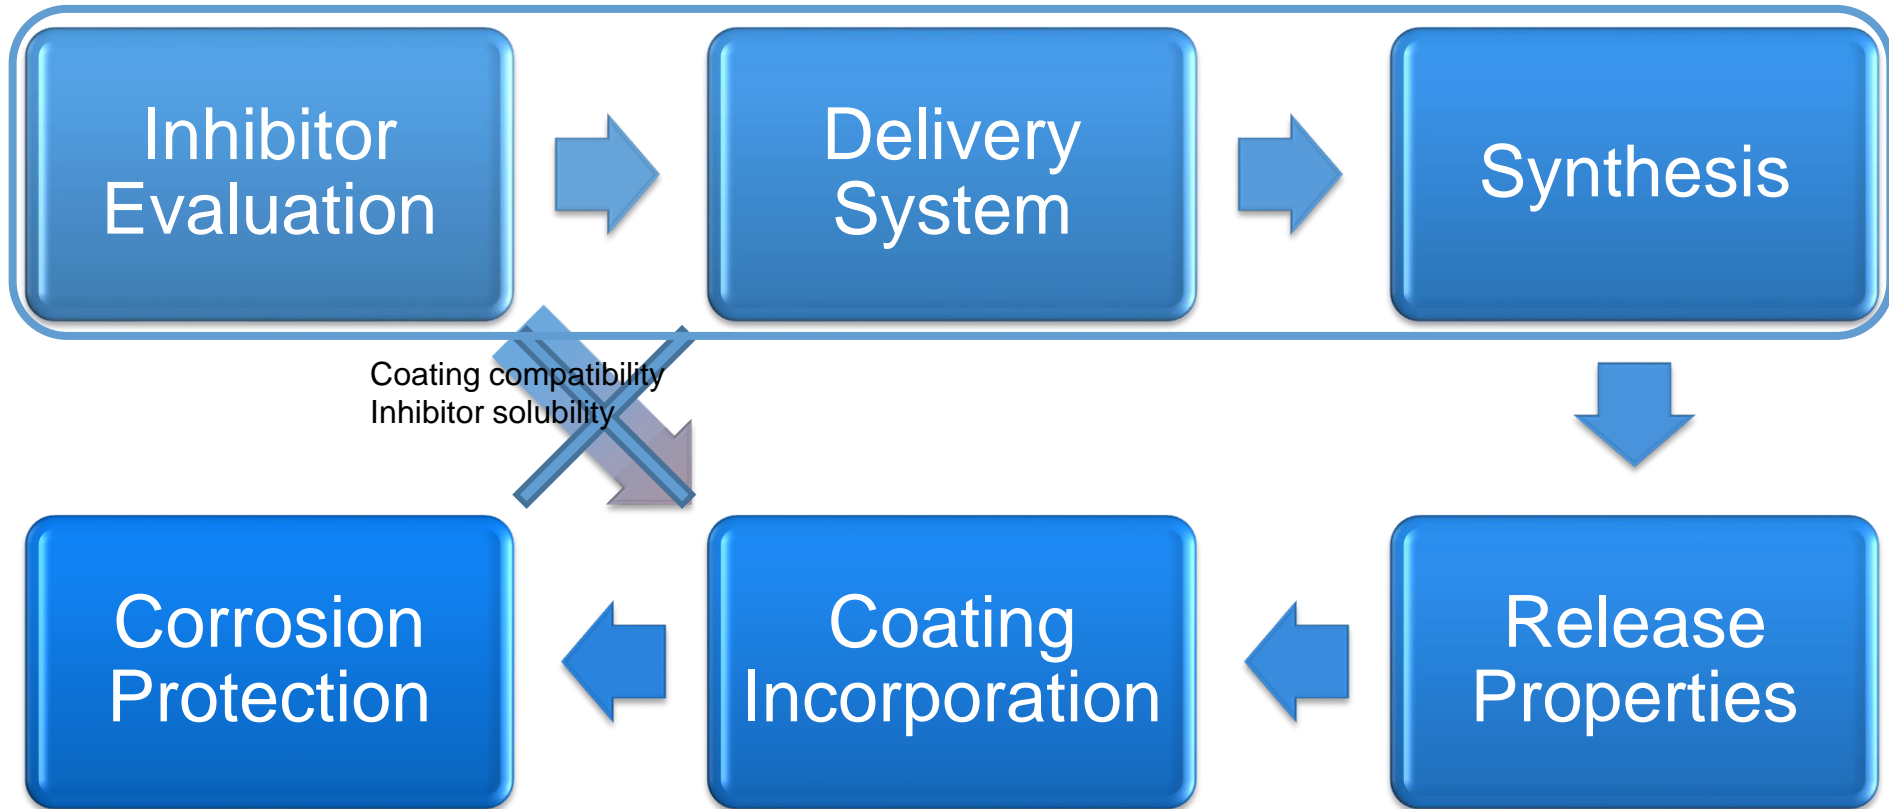 Inhibitor
Evaluation
Delivery
System
Synthesis
Coating compatibility
Inhibitor solubility
Corrosion
Protection
Coating
Incorporation
Release
Properties